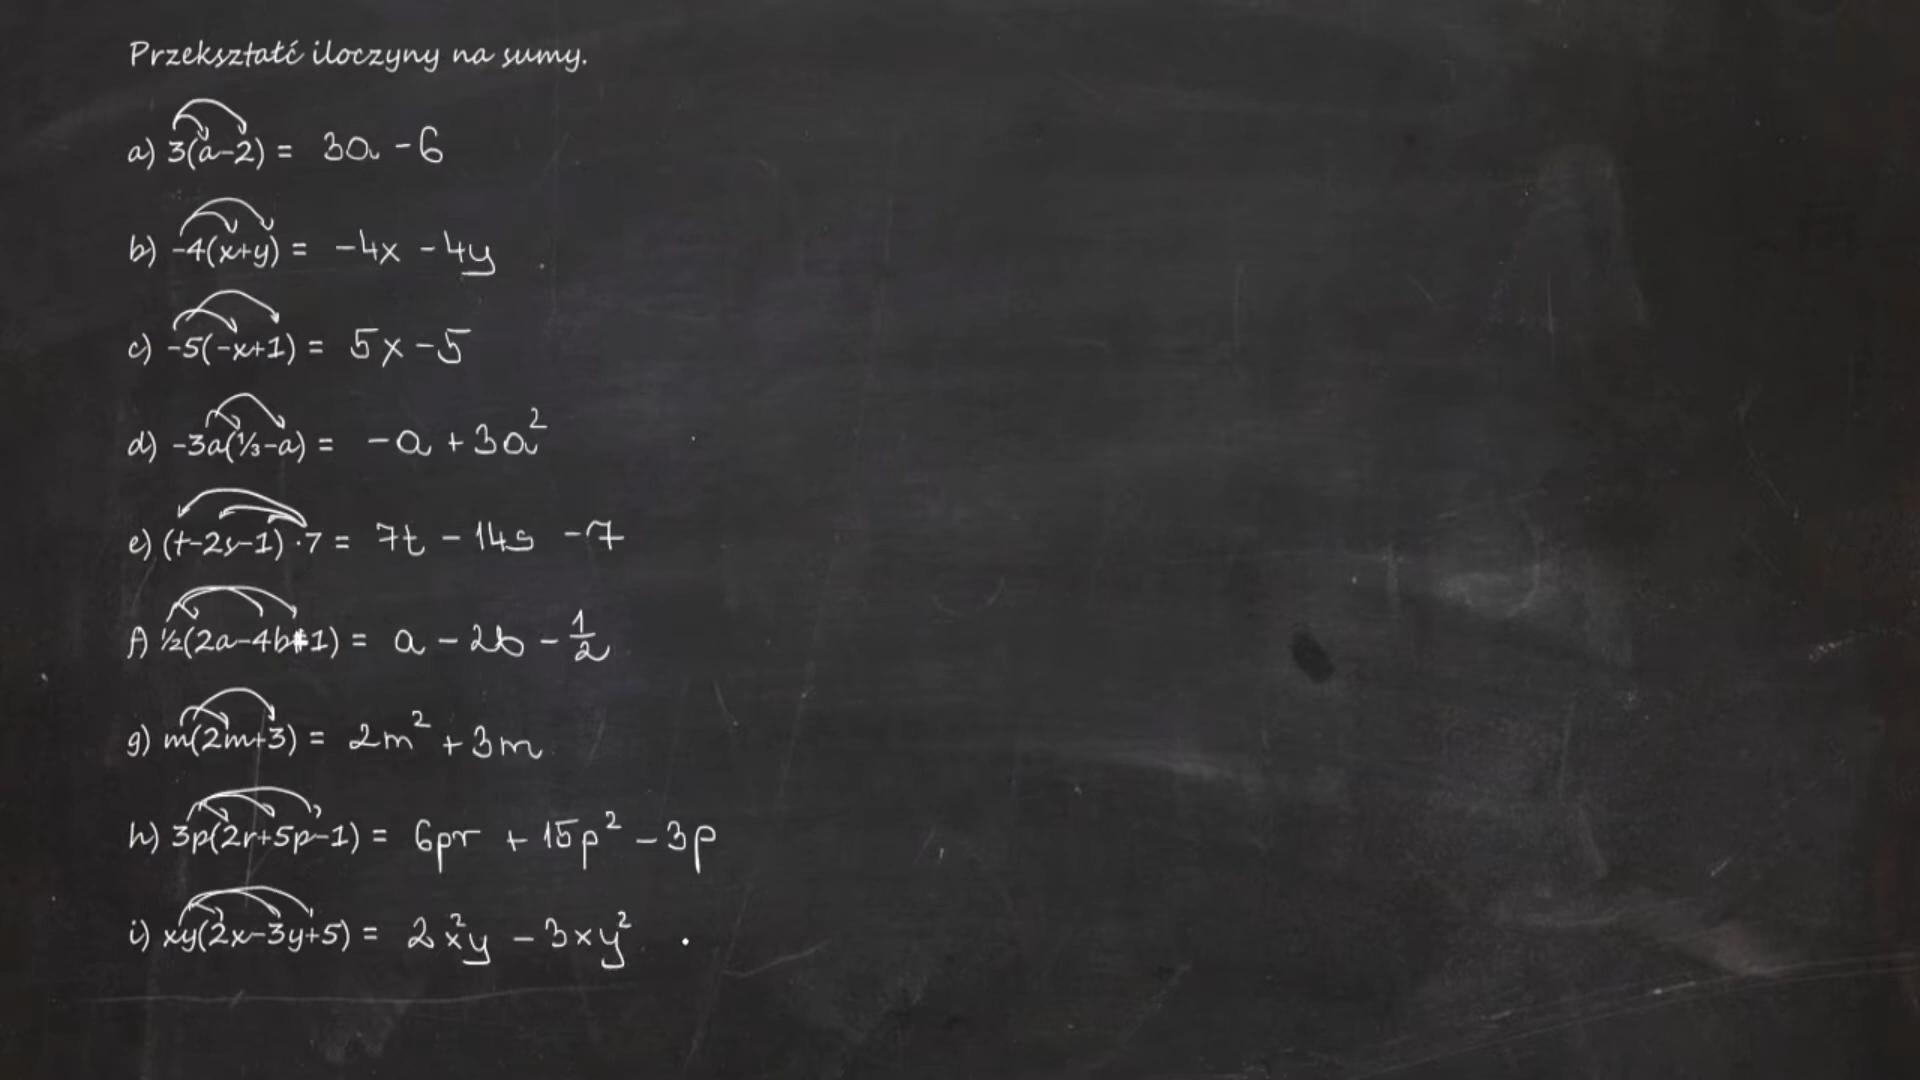 Przekształć iloczyny na sumy.
a) 3(a-2) = 3a - 6
b) -4(x+y) = -4x - 4y
c) -5(-x+1) = 5x - 5
d) -3a(⅓-a) = -a + 3a²
e) (t-2s-1)·7 = 7t - 14s - 7
f) ½(2a-4b-1) = a - 2b - 1/2
g) m(2m+3) = 2m² + 3m
h) 3p(2r+5p-1) = 6pr + 15p² - 3p
i) xy(2x-3y+5) = 2x²y - 3xy²